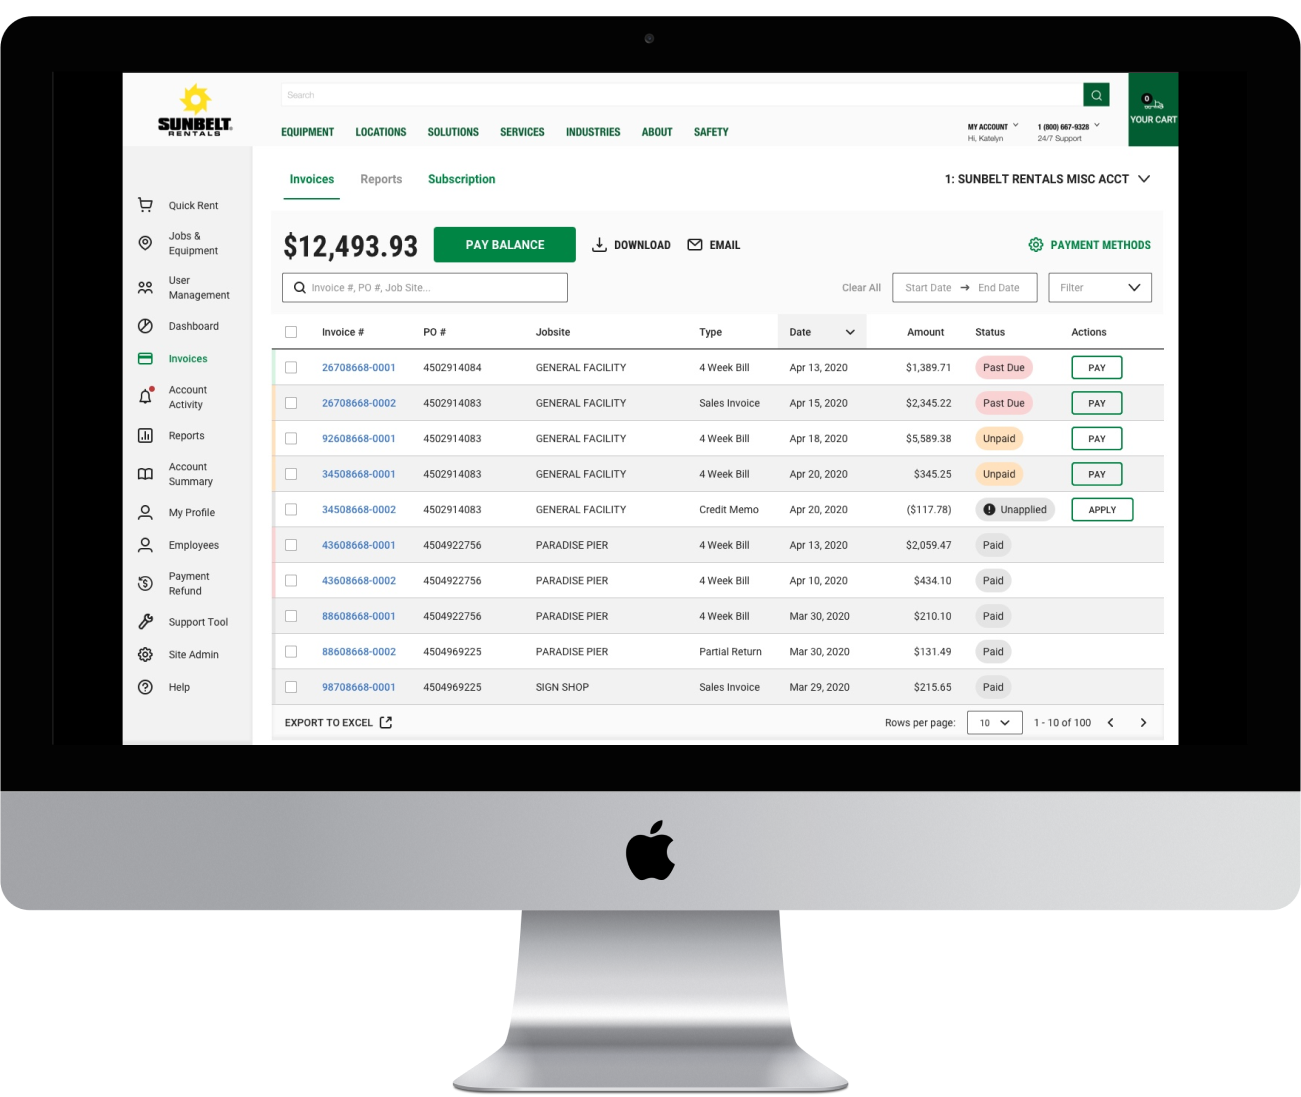 SUNBELT
RENTALS
Search
0
YOUR CART
EQUIPMENT LOCATIONS SOLUTIONS SERVICES INDUSTRIES ABOUT SAFETY
MY ACCOUNT
Hi, Katelyn
1 (800) 667-9328
24/7 Support
Quick Rent
Jobs &
Equipment
User
Management
Dashboard
Invoices
Account
Activity
Reports
Account
Summary
My Profile
Employees
Payment
Refund
Support Tool
Site Admin
Help
Invoices Reports Subscription
1: SUNBELT RENTALS MISC ACCT
$12,493.93 PAY BALANCE DOWNLOAD EMAIL PAYMENT METHODS
Invoice #, PO #, Job Site... Clear All Start Date → End Date Filter
Invoice # PO # Jobsite Type Date Amount Status Actions
26708668-0001 4502914084 GENERAL FACILITY 4 Week Bill Apr 13, 2020 $1,389.71 Past Due PAY
26708668-0002 4502914083 GENERAL FACILITY Sales Invoice Apr 15, 2020 $2,345.22 Past Due PAY
92608668-0001 4502914083 GENERAL FACILITY 4 Week Bill Apr 18, 2020 $5,589.38 Unpaid PAY
34508668-0001 4502914083 GENERAL FACILITY 4 Week Bill Apr 20, 2020 $345.25 Unpaid PAY
34508668-0002 4502914083 GENERAL FACILITY Credit Memo Apr 20, 2020 ($117.78) Unapplied APPLY
43608668-0001 4504922756 PARADISE PIER 4 Week Bill Apr 13, 2020 $2,059.47 Paid
43608668-0002 4504922756 PARADISE PIER 4 Week Bill Apr 10, 2020 $434.10 Paid
88608668-0001 4504922756 PARADISE PIER 4 Week Bill Mar 30, 2020 $210.10 Paid
88608668-0002 4504969225 PARADISE PIER Partial Return Mar 30, 2020 $131.49 Paid
98708668-0001 4504969225 SIGN SHOP Sales Invoice Mar 29, 2020 $215.65 Paid
EXPORT TO EXCEL Rows per page: 10 1 - 10 of 100